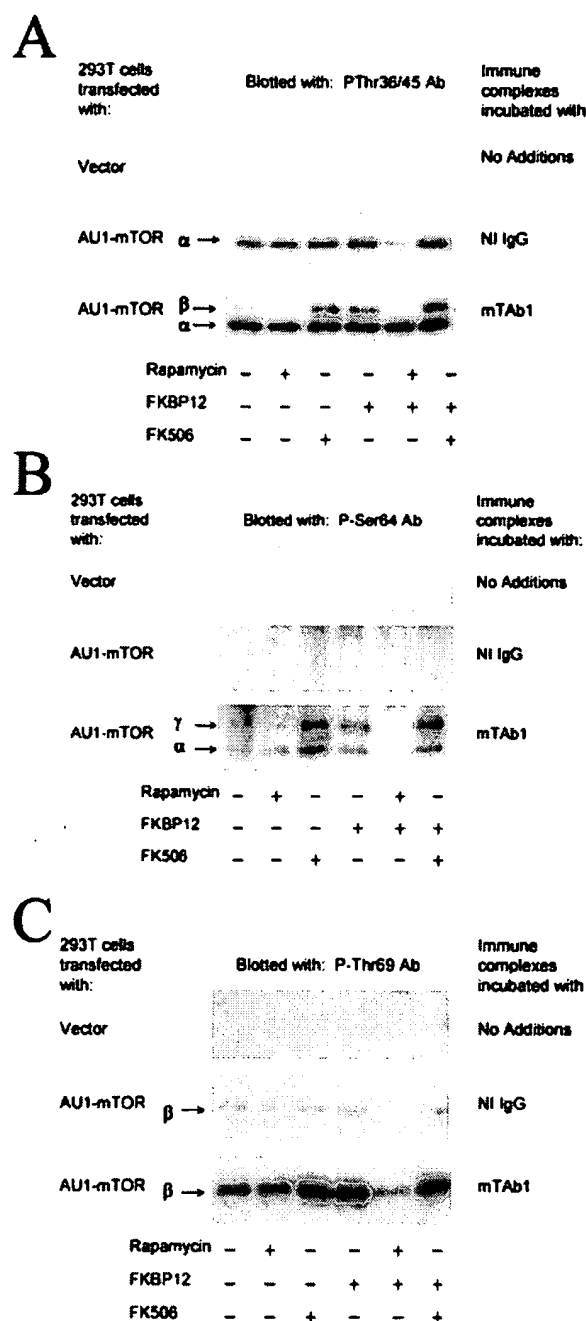 A
293T cells transfected with: Blotted with: PThr36/45 Ab Immune complexes incubated with
Vector No Additions
AU1-mTOR α → NI IgG
AU1-mTOR β → α → mTAb1
Rapamycin - + - - + -
FKBP12 - - - + + +
FK506 - - + - - +
B
293T cells transfected with: Blotted with: P-Ser64 Ab Immune complexes incubated with:
Vector No Additions
AU1-mTOR NI IgG
AU1-mTOR γ → α → mTAb1
Rapamycin - + - - + -
FKBP12 - - - + + +
FK506 - - + - - +
C
293T cells transfected with: Blotted with: P-Thr69 Ab Immune complexes incubated with
Vector No Additions
AU1-mTOR β → NI IgG
AU1-mTOR β → mTAb1
Rapamycin - + - - + -
FKBP12 - - - + + +
FK506 - - + - - +